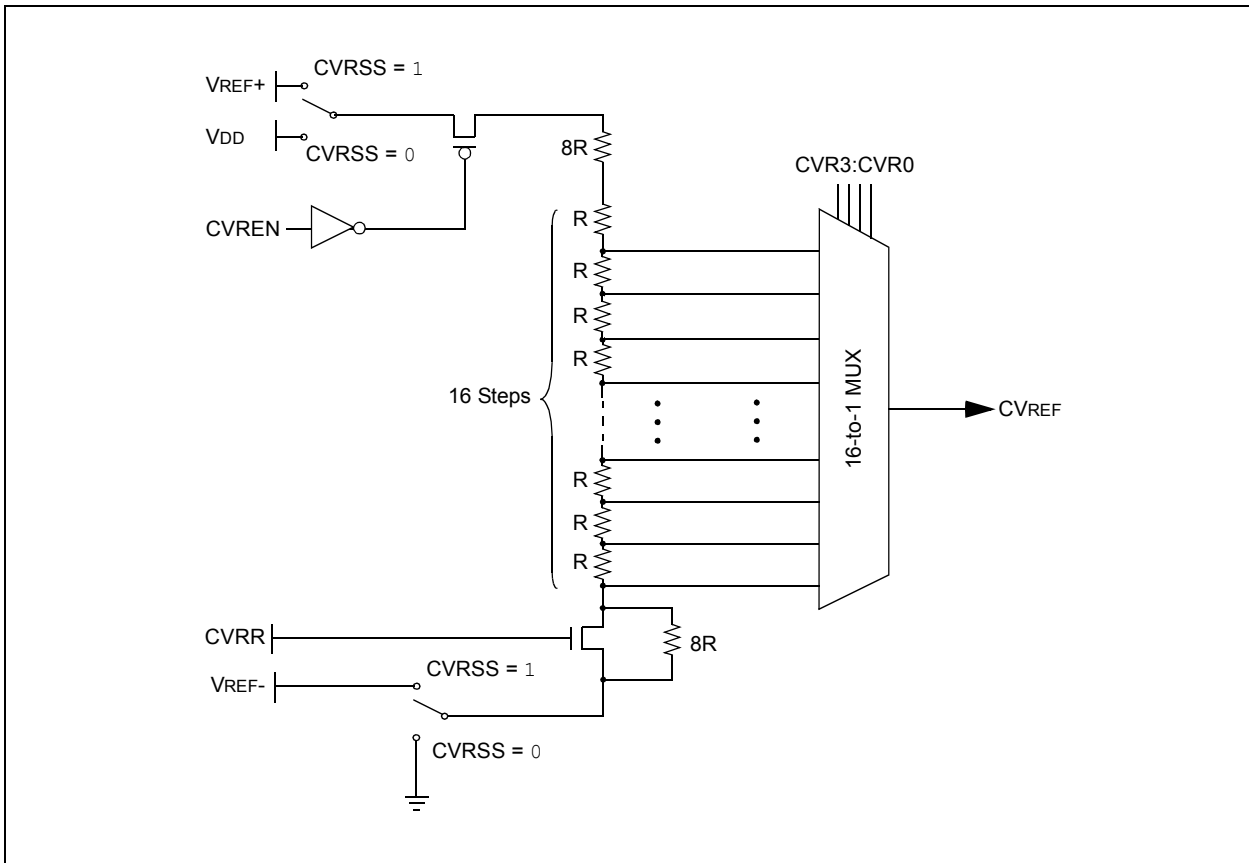 CVRSS = 1
VREF+
VDD
CVRSS = 0
8R
CVREN
CVR3:CVR0
R
R
R
R
16 Steps
16-to-1 MUX
CVREF
R
R
R
CVRR
8R
CVRSS = 1
VREF-
CVRSS = 0